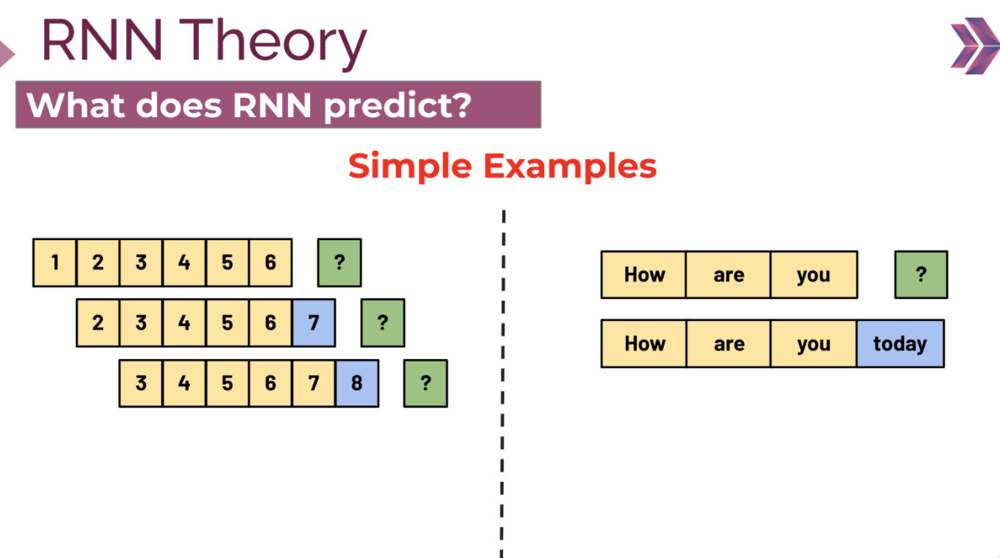 RNN Theory
What does RNN predict?
Simple Examples
1 2 3 4 5 6 ?
2 3 4 5 6 7 ?
3 4 5 6 7 8 ?
How are you ?
How are you today